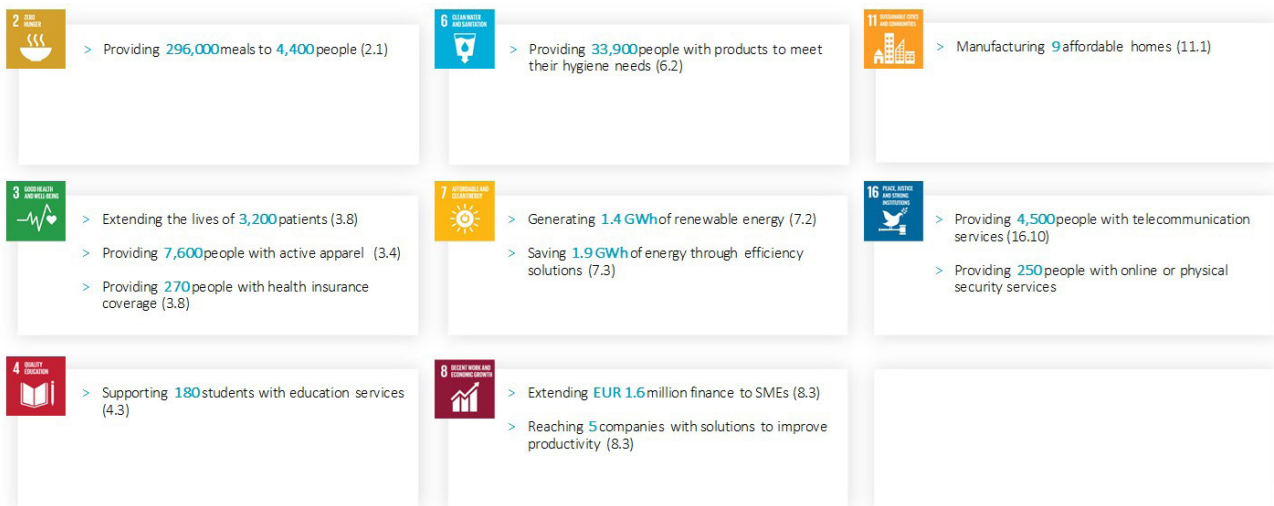 2 ZERO
HUNGER
> Providing 296,000 meals to 4,400 people (2.1)
6 CLEAN WATER
AND SANITATION
> Providing 33,900 people with products to meet
their hygiene needs (6.2)
11 SUSTAINABLE CITIES
AND COMMUNITIES
> Manufacturing 9 affordable homes (11.1)
3 GOOD HEALTH
AND WELL-BEING
> Extending the lives of 3,200 patients (3.8)
> Providing 7,600 people with active apparel (3.4)
> Providing 270 people with health insurance
coverage (3.8)
7 AFFORDABLE AND
CLEAN ENERGY
> Generating 1.4 GWh of renewable energy (7.2)
> Saving 1.9 GWh of energy through efficiency
solutions (7.3)
16 PEACE, JUSTICE
AND STRONG
INSTITUTIONS
> Providing 4,500 people with telecommunication
services (16.10)
> Providing 250 people with online or physical
security services
4 QUALITY
EDUCATION
> Supporting 180 students with education services
(4.3)
8 DECENT WORK AND
ECONOMIC GROWTH
> Extending EUR 1.6 million finance to SMEs (8.3)
> Reaching 5 companies with solutions to improve
productivity (8.3)